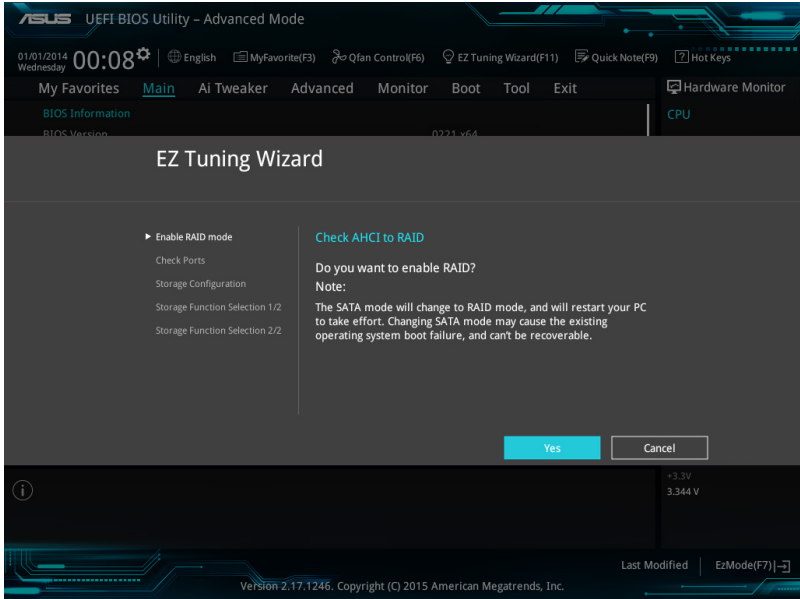 ASUS UEFI BIOS Utility – Advanced Mode
01/01/2014
Wednesday
00:08
English
MyFavorite(F3)
Qfan Control(F6)
EZ Tuning Wizard(F11)
Quick Note(F9)
? Hot Keys
My Favorites
Main
Ai Tweaker
Advanced
Monitor
Boot
Tool
Exit
Hardware Monitor
BIOS Information
CPU
BIOS Version
0221 x64
EZ Tuning Wizard
Enable RAID mode
Check Ports
Storage Configuration
Storage Function Selection 1/2
Storage Function Selection 2/2
Check AHCI to RAID
Do you want to enable RAID?
Note:
The SATA mode will change to RAID mode, and will restart your PC
to take effort. Changing SATA mode may cause the existing
operating system boot failure, and can't be recoverable.
Yes
Cancel
+3.3V
3.344 V
i
Last Modified
EzMode(F7)
Version 2.17.1246. Copyright (C) 2015 American Megatrends, Inc.